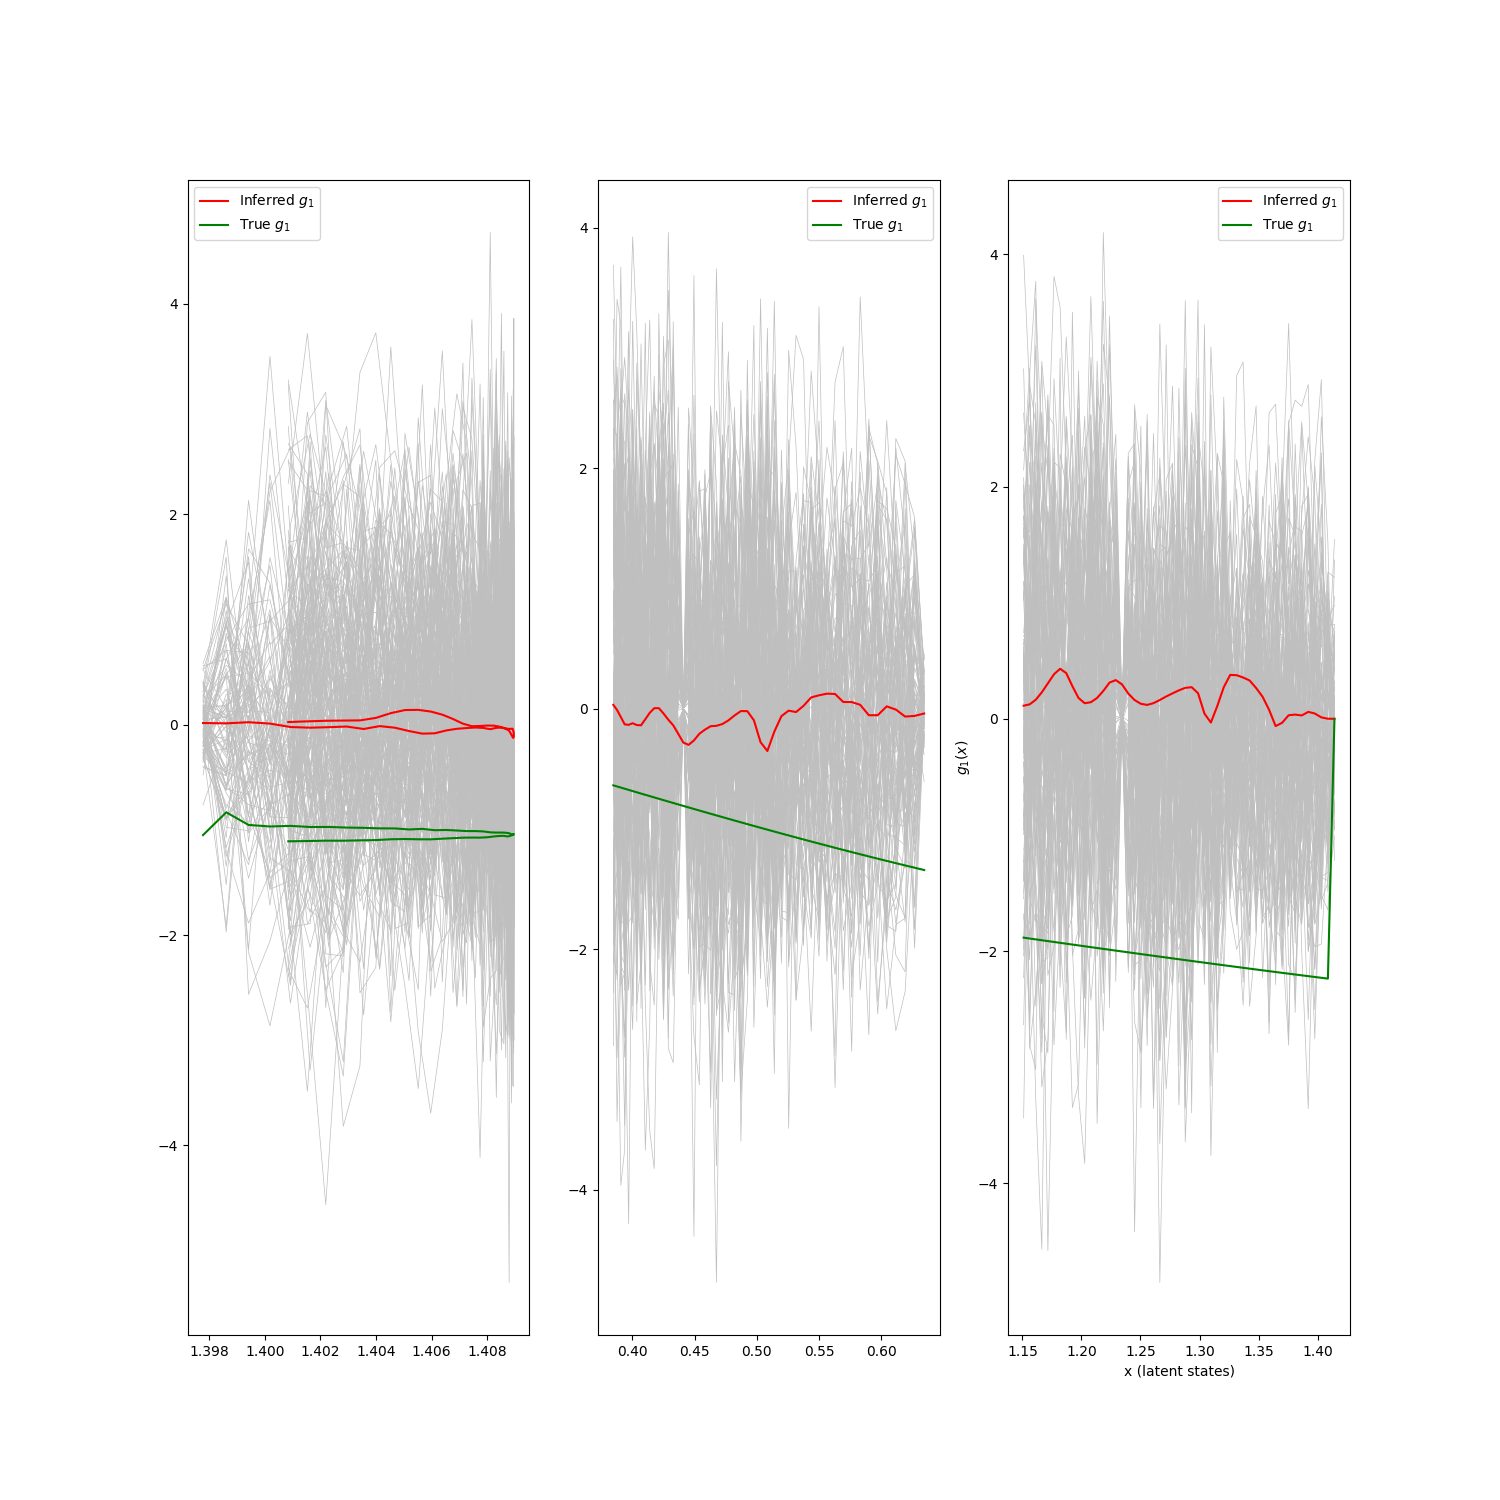 Inferred g₁
True g₁
4
2
0
−2
−4
1.398 1.400 1.402 1.404 1.406 1.408
Inferred g₁
True g₁
4
2
0
−2
−4
0.40 0.45 0.50 0.55 0.60
Inferred g₁
True g₁
g₁(x)
4
2
0
−2
−4
1.15 1.20 1.25 1.30 1.35 1.40
x (latent states)